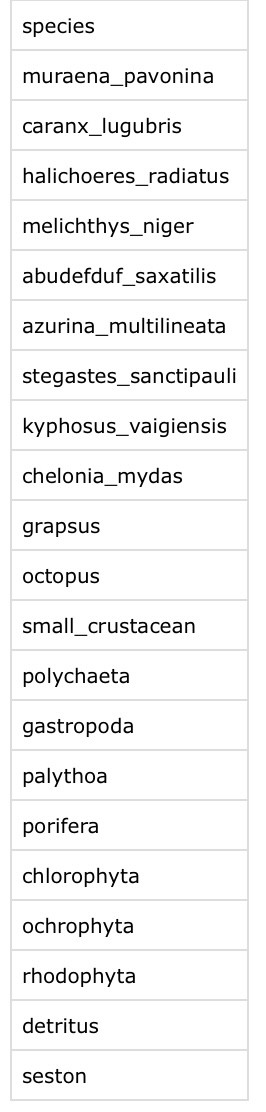 species
muraena_pavonina
caranx_lugubris
halichoeres_radiatus
melichthys_niger
abudefduf_saxatilis
azurina_multilineata
stegastes_sanctipauli
kyphosus_vaigiensis
chelonia_mydas
grapsus
octopus
small_crustacean
polychaeta
gastropoda
palythoa
porifera
chlorophyta
ochrophyta
rhodophyta
detritus
seston